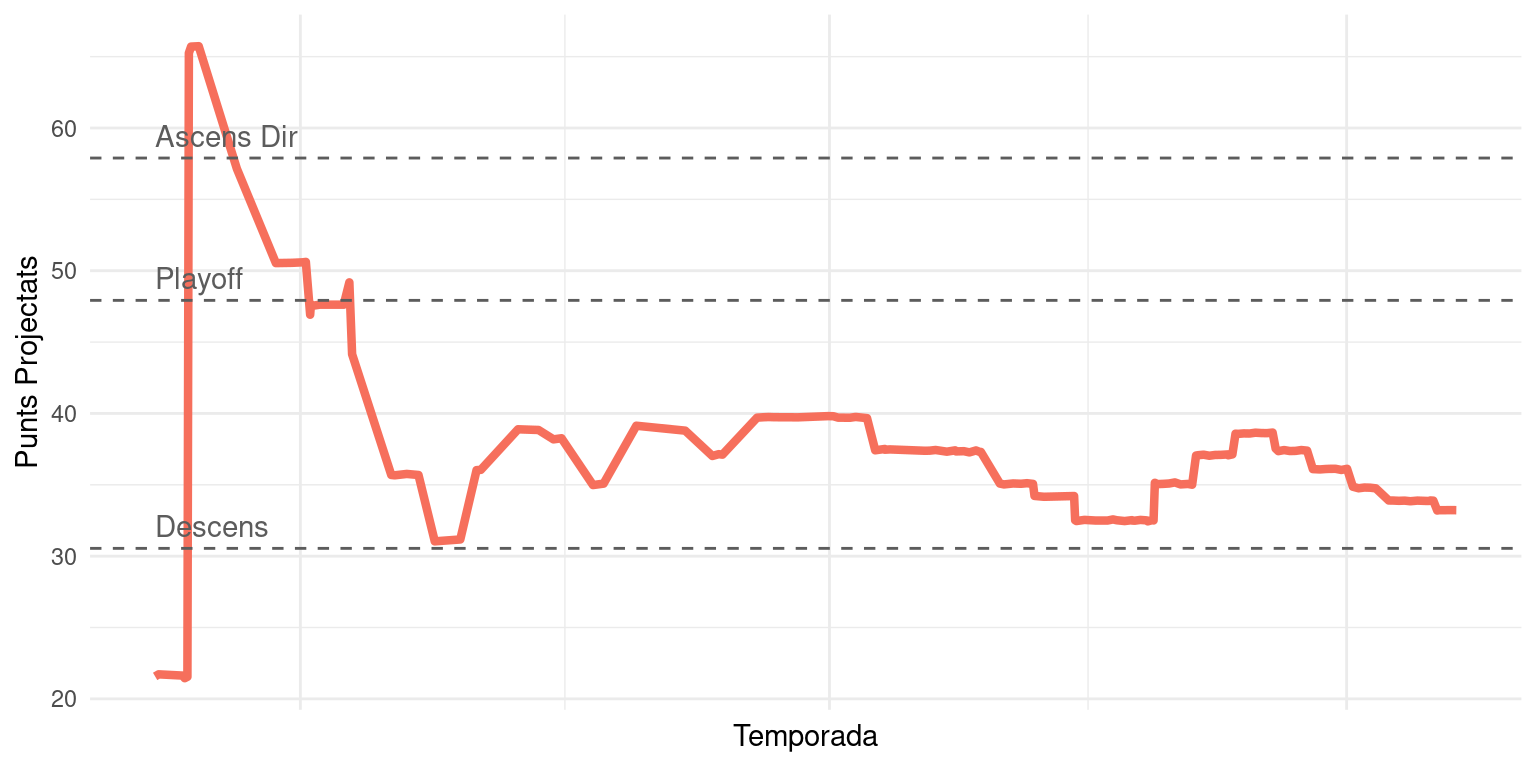 Punts Projectats
60
50
40
30
20
Ascens Dir
Playoff
Descens
Temporada